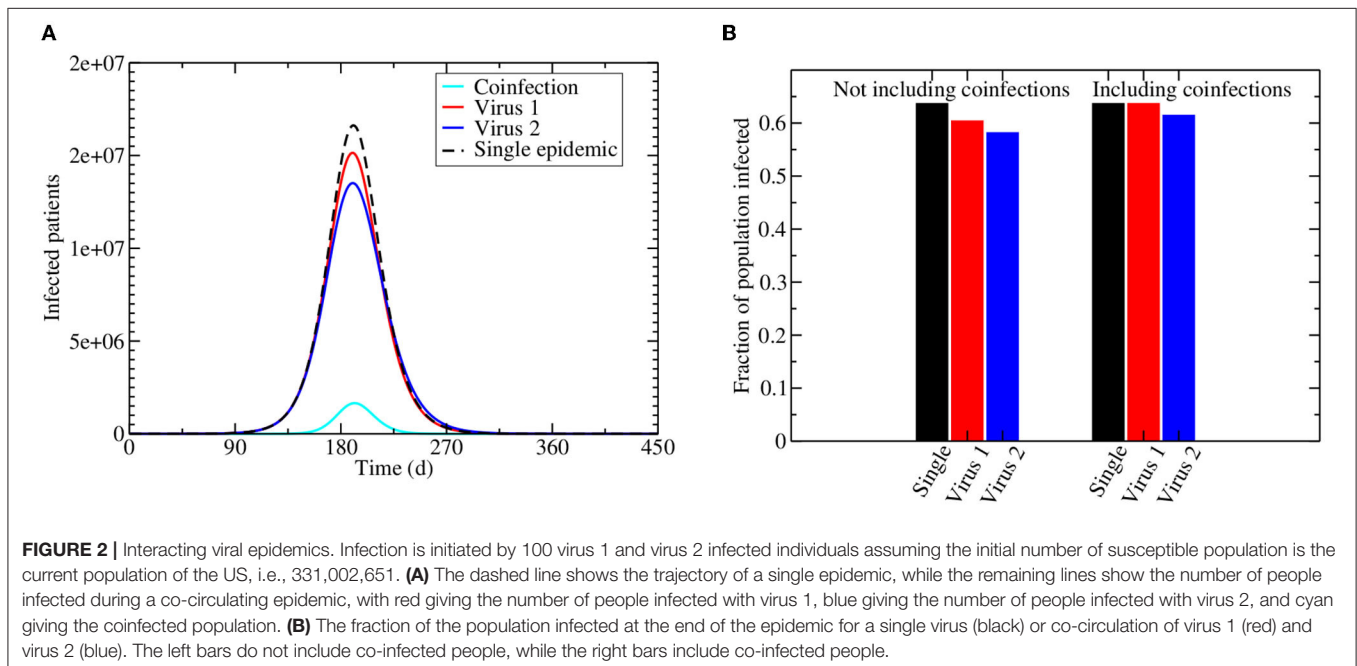 A
Infected patients
2e+07
2e+07
1e+07
5e+06
0
0 90 180 270 360 450
Time (d)
Coinfection
Virus 1
Virus 2
Single epidemic
B
Fraction of population infected
0.6
0.5
0.4
0.3
0.2
0.1
0
Not including coinfections Including coinfections
Single Virus 1 Virus 2 Single Virus 1 Virus 2
FIGURE 2 | Interacting viral epidemics. Infection is initiated by 100 virus 1 and virus 2 infected individuals assuming the initial number of susceptible population is the
current population of the US, i.e., 331,002,651. (A) The dashed line shows the trajectory of a single epidemic, while the remaining lines show the number of people
infected during a co-circulating epidemic, with red giving the number of people infected with virus 1, blue giving the number of people infected with virus 2, and cyan
giving the coinfected population. (B) The fraction of the population infected at the end of the epidemic for a single virus (black) or co-circulation of virus 1 (red) and
virus 2 (blue). The left bars do not include co-infected people, while the right bars include co-infected people.